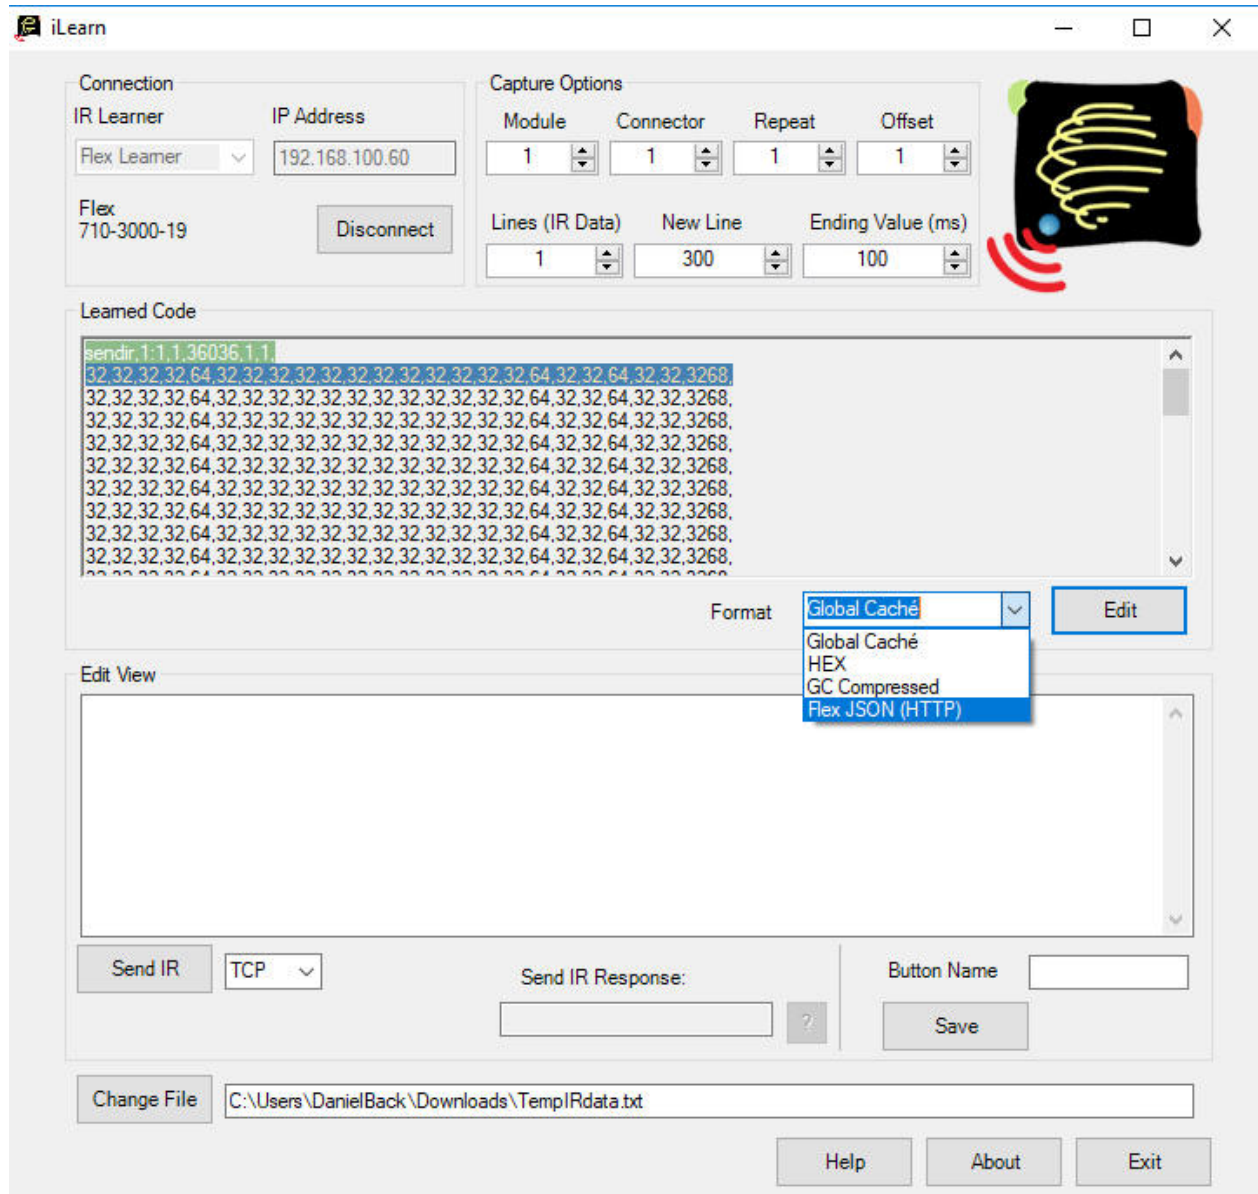 iLearn
Connection
IR Learner IP Address
Flex Learner 192.168.100.60
Flex
710-3000-19
Disconnect
Capture Options
Module Connector Repeat Offset
1 1 1 1
Lines (IR Data) New Line Ending Value (ms)
1 300 100
Learned Code
sendir,1:1,1,36036,1,1,
32,32,32,32,64,32,32,32,32,32,32,32,32,32,32,32,32,64,32,32,64,32,32,3268,
32,32,32,32,64,32,32,32,32,32,32,32,32,32,32,32,32,64,32,32,64,32,32,3268,
32,32,32,32,64,32,32,32,32,32,32,32,32,32,32,32,32,64,32,32,64,32,32,3268,
32,32,32,32,64,32,32,32,32,32,32,32,32,32,32,32,32,64,32,32,64,32,32,3268,
32,32,32,32,64,32,32,32,32,32,32,32,32,32,32,32,32,64,32,32,64,32,32,3268,
32,32,32,32,64,32,32,32,32,32,32,32,32,32,32,32,32,64,32,32,64,32,32,3268,
32,32,32,32,64,32,32,32,32,32,32,32,32,32,32,32,32,64,32,32,64,32,32,3268,
32,32,32,32,64,32,32,32,32,32,32,32,32,32,32,32,32,64,32,32,64,32,32,3268,
32,32,32,32,64,32,32,32,32,32,32,32,32,32,32,32,32,64,32,32,64,32,32,3268,
Format Global Caché Edit
Global Caché
HEX
GC Compressed
Flex JSON (HTTP)
Edit View
Send IR TCP Send IR Response: Button Name
? Save
Change File C:\Users\DanielBack\Downloads\TempIRdata.txt
Help About Exit